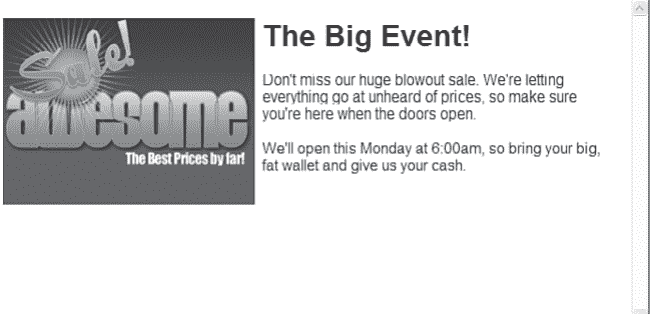 Sale!
awesome
The Best Prices by far!
The Big Event!
Don't miss our huge blowout sale. We're letting
everything go at unheard of prices, so make sure
you're here when the doors open.
We'll open this Monday at 6:00am, so bring your big,
fat wallet and give us your cash.